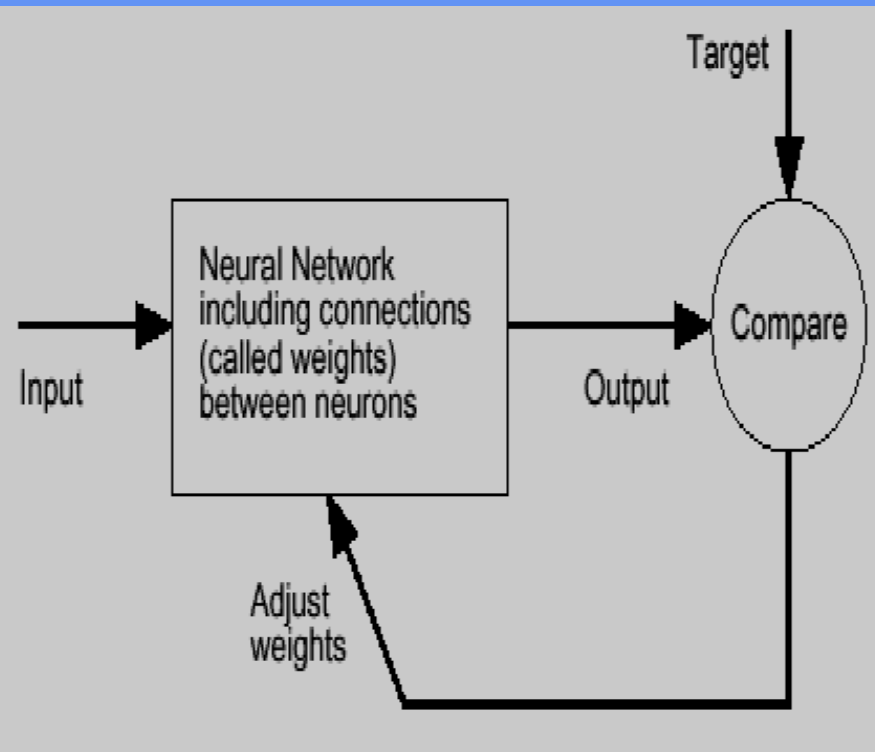 Target
Neural Network
including connections
(called weights)
between neurons
Compare
Input
Output
Adjust
weights